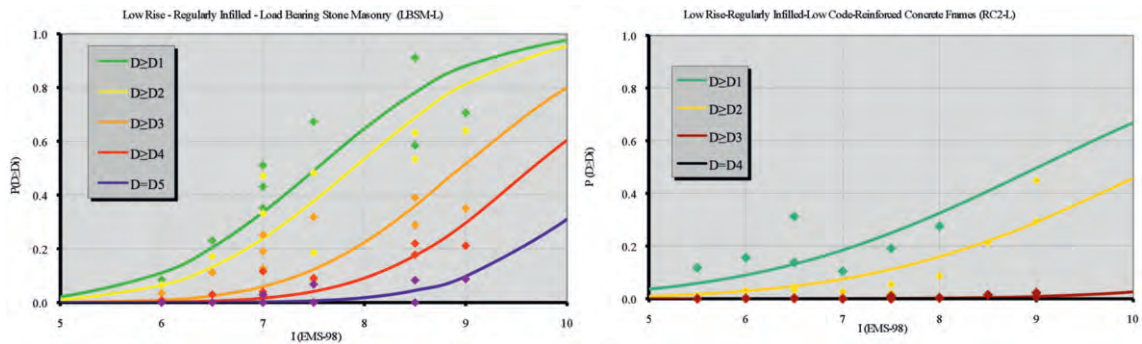 Low Rise - Regularly Infilled - Load Bearing Stone Masonry (LBSM-L)
1.0
0.8
0.6
0.4
0.2
0.0
P(D≥Di)
D≥D1
D≥D2
D≥D3
D≥D4
D=D5
5 6 7 8 9 10
I (EMS-98)
Low Rise-Regularly Infilled-Low Code-Reinforced Concrete Frames (RC2-L)
1.0
0.8
0.6
0.4
0.2
0.0
P (D≥Di)
D≥D1
D≥D2
D≥D3
D=D4
5 6 7 8 9 10
I (EMS-98)